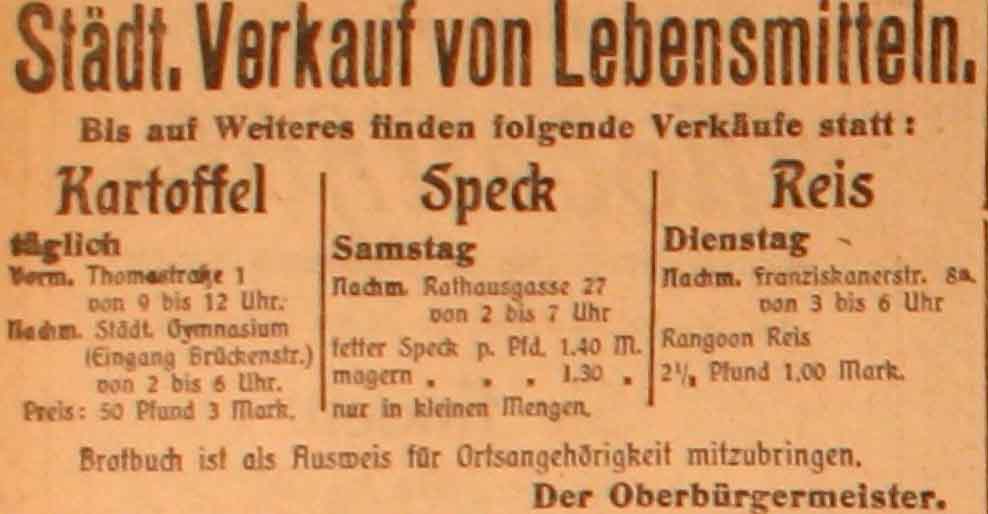 Städt. Verkauf von Lebensmitteln.
Bis auf Weiteres finden folgende Verkäufe statt:
Kartoffel
täglich
Vorm. Thomastraße 1
von 9 bis 12 Uhr.
Nachm. Städt. Gymnasium
(Eingang Brückenstr.)
von 2 bis 6 Uhr.
Preis: 50 Pfund 3 Mark.
Speck
Samstag
Nachm. Rathausgasse 27
von 2 bis 7 Uhr
fetter Speck p. Pfd. 1.40 M.
magern „ „ „ 1.30 „
nur in kleinen Mengen.
Reis
Dienstag
Nachm. Franziskanerstr. 8a.
von 3 bis 6 Uhr
Rangoon Reis
2½ Pfund 1.00 Mark.
Brotbuch ist als Ausweis für Ortsangehörigkeit mitzubringen.
Der Oberbürgermeister.